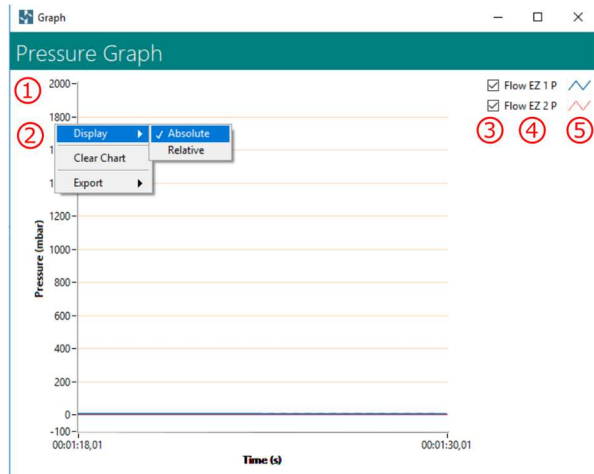 Graph
Pressure Graph
① 2000
Flow EZ 1 P
Flow EZ 2 P
③ ④ ⑤
1800
②
Display
Absolute
Relative
Clear Chart
Export
1
1
1200
1000
800
600
400
200
0
-100
Pressure (mbar)
00:01:18,01
00:01:30,01
Time (s)